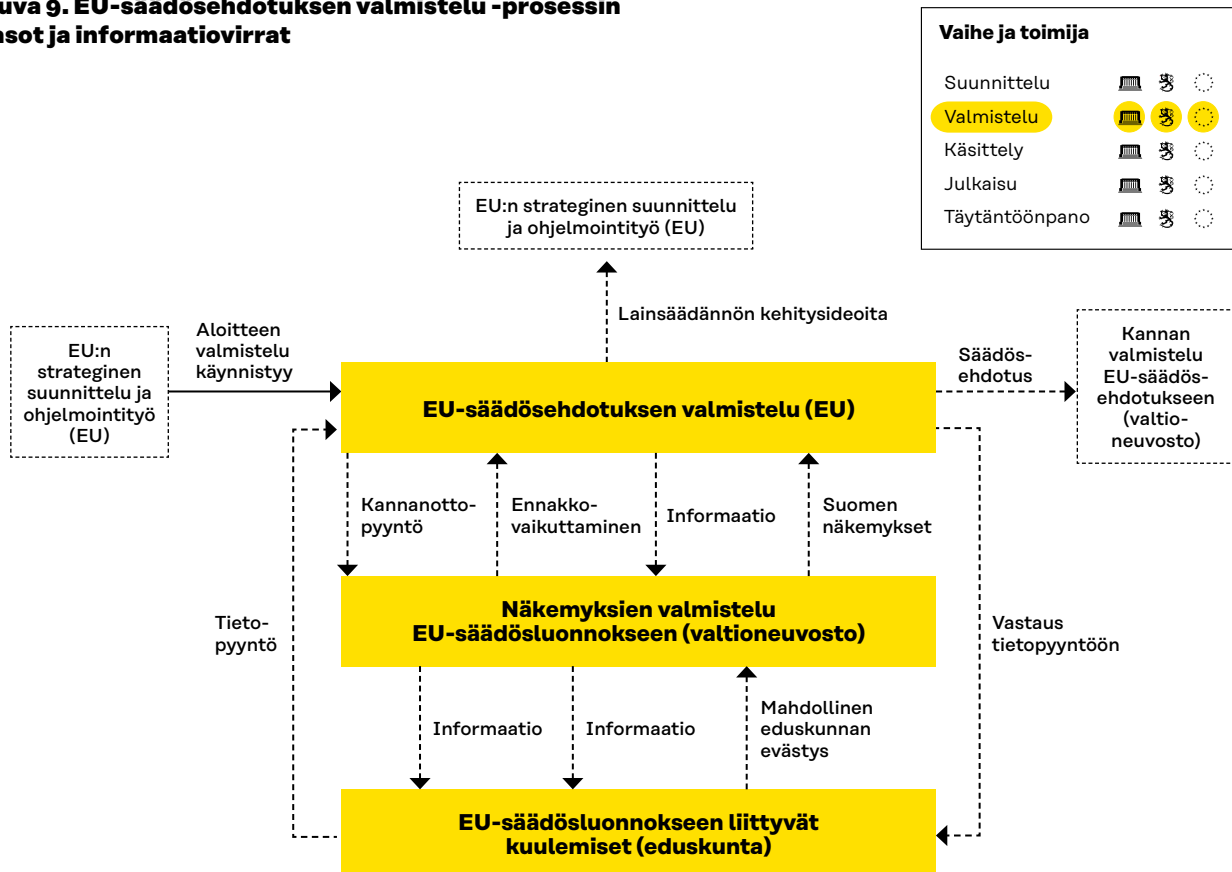 uva 9. EU-säädösehdotuksen valmistelu -prosessin
asot ja informaatiovirrat
Vaihe ja toimija
Suunnittelu
Valmistelu
Käsittely
Julkaisu
Täytäntöönpano
EU:n strateginen suunnittelu
ja ohjelmointityö (EU)
Lainsäädännön kehitysideoita
EU:n
strateginen
suunnittelu ja
ohjelmointityö
(EU)
Aloitteen
valmistelu
käynnistyy
EU-säädösehdotuksen valmistelu (EU)
Säädös-
ehdotus
Kannan
valmistelu
EU-säädös-
ehdotukseen
(valtio-
neuvosto)
Kannanotto-
pyyntö
Ennakko-
vaikuttaminen
Informaatio
Suomen
näkemykset
Näkemyksien valmistelu
EU-säädösluonnokseen (valtioneuvosto)
Tieto-
pyyntö
Vastaus
tietopyyntöön
Informaatio
Informaatio
Mahdollinen
eduskunnan
evästys
EU-säädösluonnokseen liittyvät
kuulemiset (eduskunta)